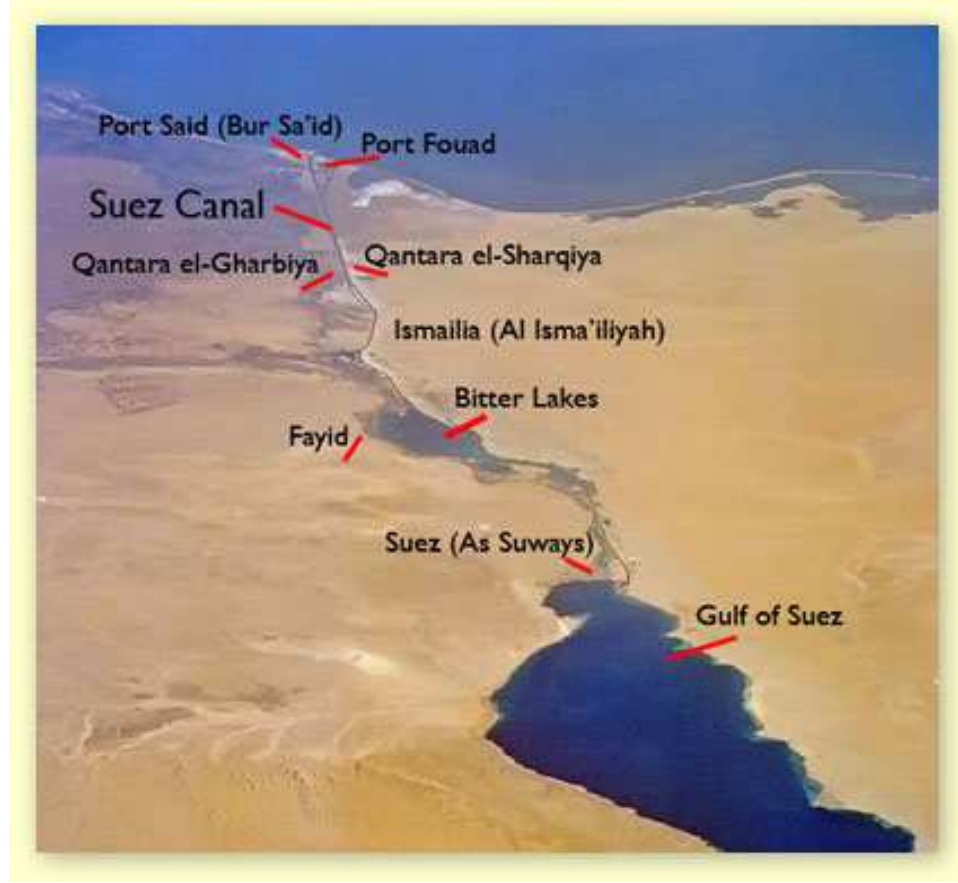 Port Said (Bur Sa'id)
Port Fouad
Suez Canal
Qantara el-Sharqiya
Qantara el-Gharbiya
Ismailia (Al Isma'iliyah)
Bitter Lakes
Fayid
Suez (As Suways)
Gulf of Suez